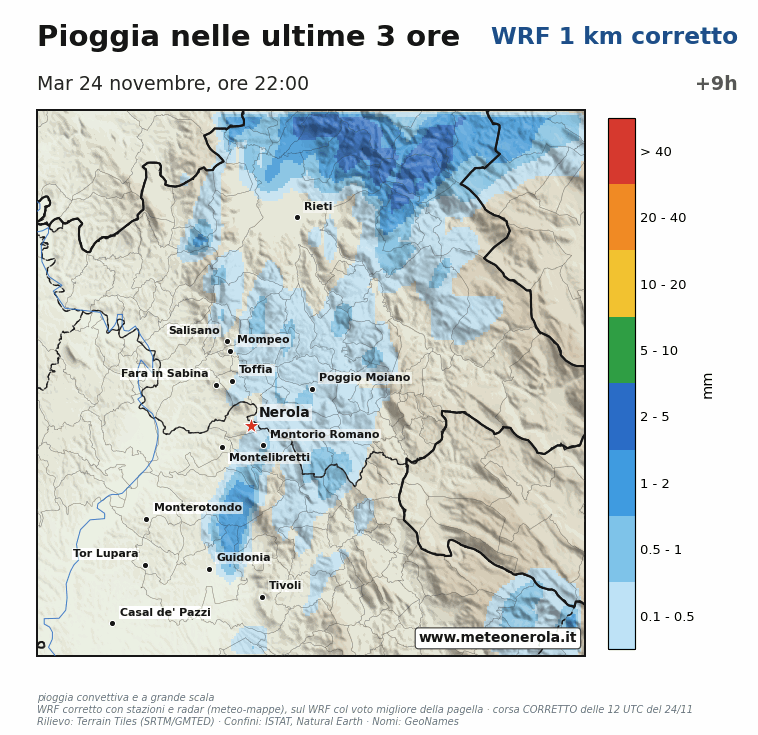 Pioggia nelle ultime 3 ore
WRF 1 km corretto
Mar 24 novembre, ore 22:00
+9h
Rieti
Salisano
Mompeo
Toffia
Fara in Sabina
Poggio Moiano
Nerola
Montorio Romano
Montelibretti
Monterotondo
Tor Lupara
Guidonia
Tivoli
Casal de' Pazzi
www.meteonerola.it
> 40
20 - 40
10 - 20
5 - 10
2 - 5
1 - 2
0.5 - 1
0.1 - 0.5
mm
pioggia convettiva e a grande scala
WRF corretto con stazioni e radar (meteo-mappe), sul WRF col voto migliore della pagella · corsa CORRETTO delle 12 UTC del 24/11
Rilievo: Terrain Tiles (SRTM/GMTED) · Confini: ISTAT, Natural Earth · Nomi: GeoNames